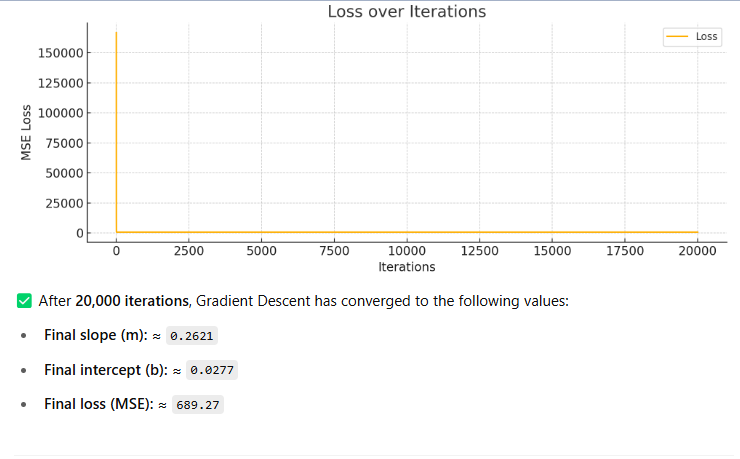 Loss over Iterations
Loss
MSE Loss
150000
125000
100000
75000
50000
25000
0
0 2500 5000 7500 10000 12500 15000 17500 20000
Iterations
✅ After 20,000 iterations, Gradient Descent has converged to the following values:
• Final slope (m): ≈ 0.2621
• Final intercept (b): ≈ 0.0277
• Final loss (MSE): ≈ 689.27